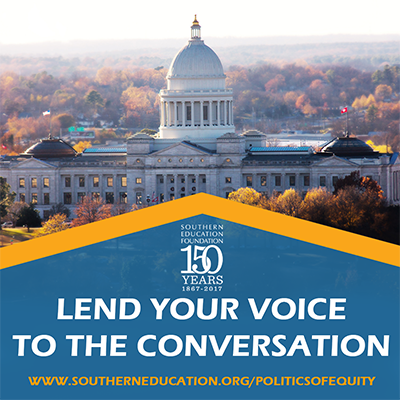 SOUTHERN
EDUCATION
FOUNDATION
150
YEARS
1867-2017
LEND YOUR VOICE
TO THE CONVERSATION
WWW.SOUTHERNEDUCATION.ORG/POLITICSOFEQUITY